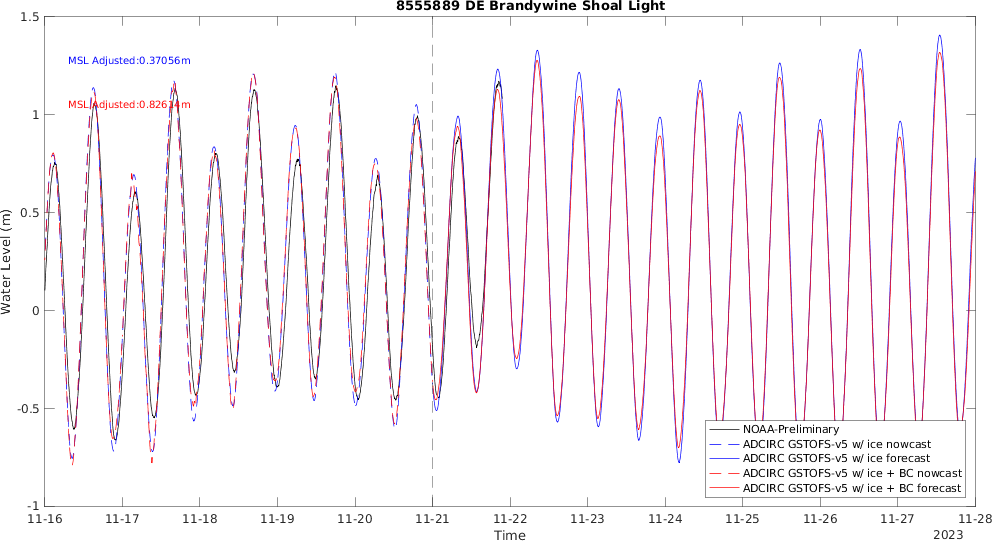 8555889 DE Brandywine Shoal Light
1.5
1
0.5
0
-0.5
-1
Water Level (m)
MSL Adjusted:0.37056m
MSL Adjusted:0.82614m
NOAA-Preliminary
ADCIRC GSTOFS-v5 w/ ice nowcast
ADCIRC GSTOFS-v5 w/ ice forecast
ADCIRC GSTOFS-v5 w/ ice + BC nowcast
ADCIRC GSTOFS-v5 w/ ice + BC forecast
11-16 11-17 11-18 11-19 11-20 11-21 11-22 11-23 11-24 11-25 11-26 11-27 11-28
Time
2023